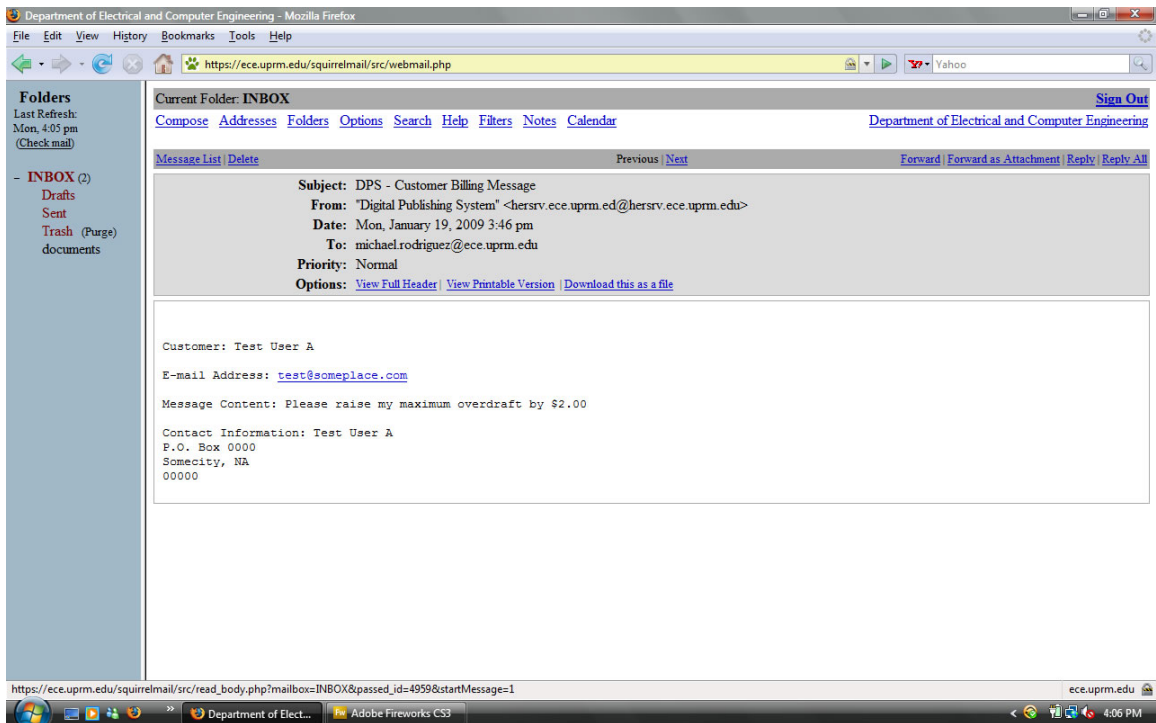 Department of Electrical and Computer Engineering - Mozilla Firefox
File Edit View History Bookmarks Tools Help
https://ece.uprm.edu/squirrelmail/src/webmail.php
Yahoo
Folders
Last Refresh:
Mon, 4:05 pm
(Check mail)
- INBOX (2)
Drafts
Sent
Trash (Purge)
documents
Current Folder: INBOX Sign Out
Compose Addresses Folders Options Search Help Filters Notes Calendar Department of Electrical and Computer Engineering
Message List | Delete Previous | Next Forward | Forward as Attachment | Reply | Reply All
Subject: DPS - Customer Billing Message
From: "Digital Publishing System" <hersrv.ece.uprm.ed@hersrv.ece.uprm.edu>
Date: Mon, January 19, 2009 3:46 pm
To: michael.rodriguez@ece.uprm.edu
Priority: Normal
Options: View Full Header | View Printable Version | Download this as a file
Customer: Test User A
E-mail Address: test@someplace.com
Message Content: Please raise my maximum overdraft by $2.00
Contact Information: Test User A
P.O. Box 0000
Somecity, NA
00000
https://ece.uprm.edu/squirrelmail/src/read_body.php?mailbox=INBOX&passed_id=4959&startMessage=1 ece.uprm.edu
» Department of Elect... Fw Adobe Fireworks CS3 < 4:06 PM